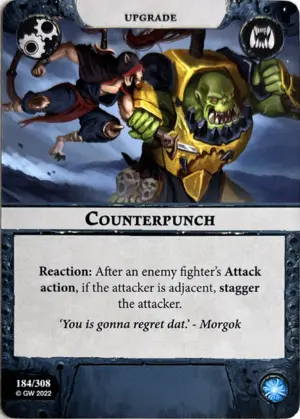 UPGRADE
COUNTERPUNCH
Reaction: After an enemy fighter's Attack
action, if the attacker is adjacent, stagger
the attacker.
'You is gonna regret dat.' - Morgok
184/308
© GW 2022